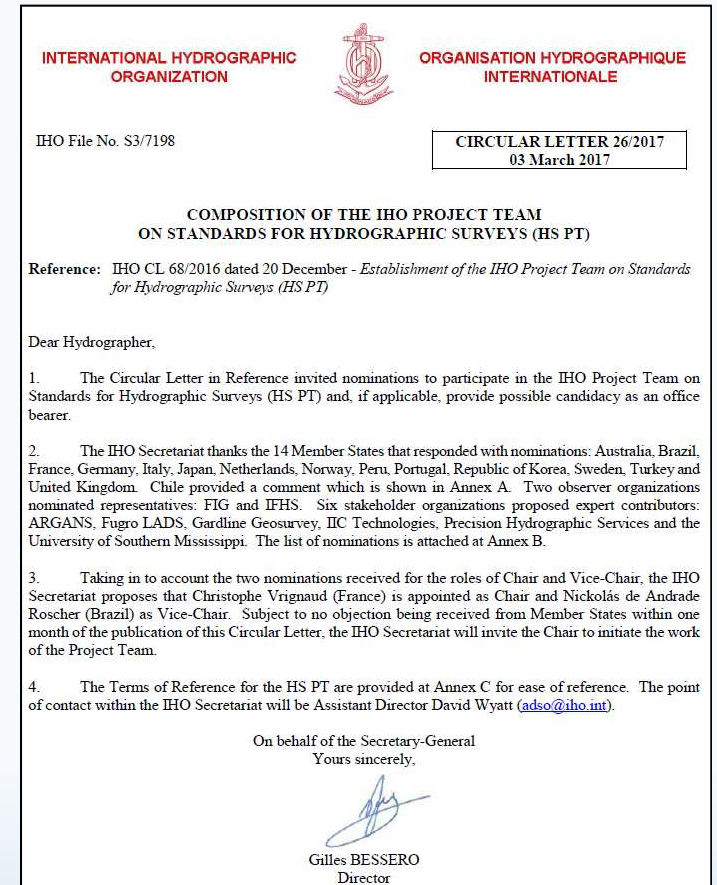 INTERNATIONAL HYDROGRAPHIC
ORGANIZATION
ORGANISATION HYDROGRAPHIQUE
INTERNATIONALE
IHO File No. S3/7198
CIRCULAR LETTER 26/2017
03 March 2017
COMPOSITION OF THE IHO PROJECT TEAM
ON STANDARDS FOR HYDROGRAPHIC SURVEYS (HS PT)
Reference: IHO CL 68/2016 dated 20 December - Establishment of the IHO Project Team on Standards
for Hydrographic Surveys (HS PT)
Dear Hydrographer,
1. The Circular Letter in Reference invited nominations to participate in the IHO Project Team on
Standards for Hydrographic Surveys (HS PT) and, if applicable, provide possible candidacy as an office
bearer.
2. The IHO Secretariat thanks the 14 Member States that responded with nominations: Australia, Brazil,
France, Germany, Italy, Japan, Netherlands, Norway, Peru, Portugal, Republic of Korea, Sweden, Turkey and
United Kingdom. Chile provided a comment which is shown in Annex A. Two observer organizations
nominated representatives: FIG and IFHS. Six stakeholder organizations proposed expert contributors:
ARGANS, Fugro LADS, Gardline Geosurvey, IIC Technologies, Precision Hydrographic Services and the
University of Southern Mississippi. The list of nominations is attached at Annex B.
3. Taking in to account the two nominations received for the roles of Chair and Vice-Chair, the IHO
Secretariat proposes that Christophe Vrignaud (France) is appointed as Chair and Nickolás de Andrade
Roscher (Brazil) as Vice-Chair. Subject to no objection being received from Member States within one
month of the publication of this Circular Letter, the IHO Secretariat will invite the Chair to initiate the work
of the Project Team.
4. The Terms of Reference for the HS PT are provided at Annex C for ease of reference. The point
of contact within the IHO Secretariat will be Assistant Director David Wyatt (adso@iho.int).
On behalf of the Secretary-General
Yours sincerely,
Gilles BESSERO
Director